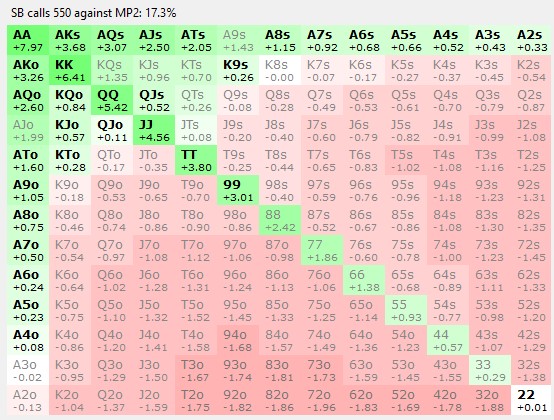 SB calls 550 against MP2: 17.3%
AA AKs AQs AJs ATs A9s A8s A7s A6s A5s A4s A3s A2s
+7.97 +3.68 +3.07 +2.50 +2.05 +1.43 +1.15 +0.92 +0.68 +0.66 +0.52 +0.43 +0.33
AKo KK KQs KJs KTs K9s K8s K7s K6s K5s K4s K3s K2s
+3.26 +6.41 +1.35 +0.96 +0.70 +0.26 -0.00 -0.07 -0.17 -0.27 -0.37 -0.45 -0.54
AQo KQo QQ QJs QTs Q9s Q8s Q7s Q6s Q5s Q4s Q3s Q2s
+2.60 +0.84 +5.42 +0.52 +0.26 -0.08 -0.28 -0.49 -0.53 -0.61 -0.70 -0.79 -0.87
AJo KJo QJo JJ JTs J9s J8s J7s J6s J5s J4s J3s J2s
+1.99 +0.57 +0.11 +4.56 +0.08 -0.20 -0.40 -0.59 -0.74 -0.82 -0.91 -0.99 -1.08
ATo KTo QTo JTo TT T9s T8s T7s T6s T5s T4s T3s T2s
+1.60 +0.28 -0.17 -0.35 +3.80 -0.25 -0.44 -0.65 -0.83 -1.02 -1.08 -1.16 -1.25
A9o K9o Q9o J9o T9o 99 98s 97s 96s 95s 94s 93s 92s
+1.05 -0.18 -0.53 -0.65 -0.70 +3.01 -0.40 -0.59 -0.76 -0.94 -1.18 -1.23 -1.31
A8o K8o Q8o J8o T8o 98o 88 87s 86s 85s 84s 83s 82s
+0.75 -0.46 -0.74 -0.86 -0.90 -0.86 +2.42 -0.52 -0.67 -0.86 -1.08 -1.30 -1.35
A7o K7o Q7o J7o T7o 97o 87o 77 76s 75s 74s 73s 72s
+0.50 -0.54 -0.97 -1.08 -1.12 -1.06 -0.98 +1.86 -0.60 -0.78 -1.00 -1.23 -1.45
A6o K6o Q6o J6o T6o 96o 86o 76o 66 65s 64s 63s 62s
+0.24 -0.64 -1.02 -1.24 -1.31 -1.24 -1.13 -1.06 +1.38 -0.68 -0.89 -1.11 -1.33
A5o K5o Q5o J5o T5o 95o 85o 75o 65o 55 54s 53s 52s
+0.23 -0.75 -1.10 -1.32 -1.52 -1.45 -1.33 -1.25 -1.14 +0.93 -0.77 -0.98 -1.20
A4o K4o Q4o J4o T4o 94o 84o 74o 64o 54o 44 43s 42s
+0.08 -0.86 -1.20 -1.41 -1.58 -1.68 -1.57 -1.49 -1.36 -1.23 +0.57 -1.07 -1.29
A3o K3o Q3o J3o T3o 93o 83o 73o 63o 53o 43o 33 32s
-0.02 -0.95 -1.29 -1.50 -1.67 -1.74 -1.81 -1.73 -1.59 -1.45 -1.55 +0.29 -1.38
A2o K2o Q2o J2o T2o 92o 82o 72o 62o 52o 42o 32o 22
-0.13 -1.04 -1.39 -1.59 -1.75 -1.82 -1.86 -1.96 -1.83 -1.69 -1.78 -1.88 +0.01